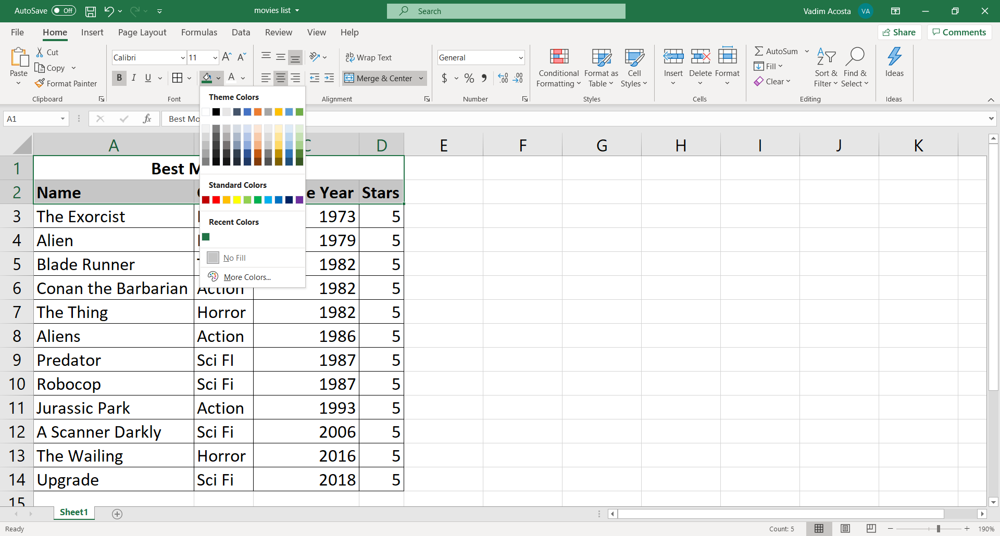 AutoSave Off
movies list
Search
Vadim Acosta VA
File Home Insert Page Layout Formulas Data Review View Help
Share Comments
Paste
Cut
Copy
Format Painter
Clipboard
Calibri 11
B I U
Font
Wrap Text
Merge & Center
Alignment
General
$ % 9
Number
Conditional Formatting
Format as Table
Cell Styles
Styles
Insert Delete Format
Cells
AutoSum
Fill
Clear
Sort & Filter
Find & Select
Editing
Ideas
Ideas
A1 fx Best Mo
Theme Colors
Standard Colors
Recent Colors
No Fill
More Colors...
A C D E F G H I J K
1 Best M
2 Name e Year Stars
3 The Exorcist 1973 5
4 Alien 1979 5
5 Blade Runner 1982 5
6 Conan the Barbarian Action 1982 5
7 The Thing Horror 1982 5
8 Aliens Action 1986 5
9 Predator Sci FI 1987 5
10 Robocop Sci Fi 1987 5
11 Jurassic Park Action 1993 5
12 A Scanner Darkly Sci Fi 2006 5
13 The Wailing Horror 2016 5
14 Upgrade Sci Fi 2018 5
15
Sheet1
Ready
Count: 5
190%